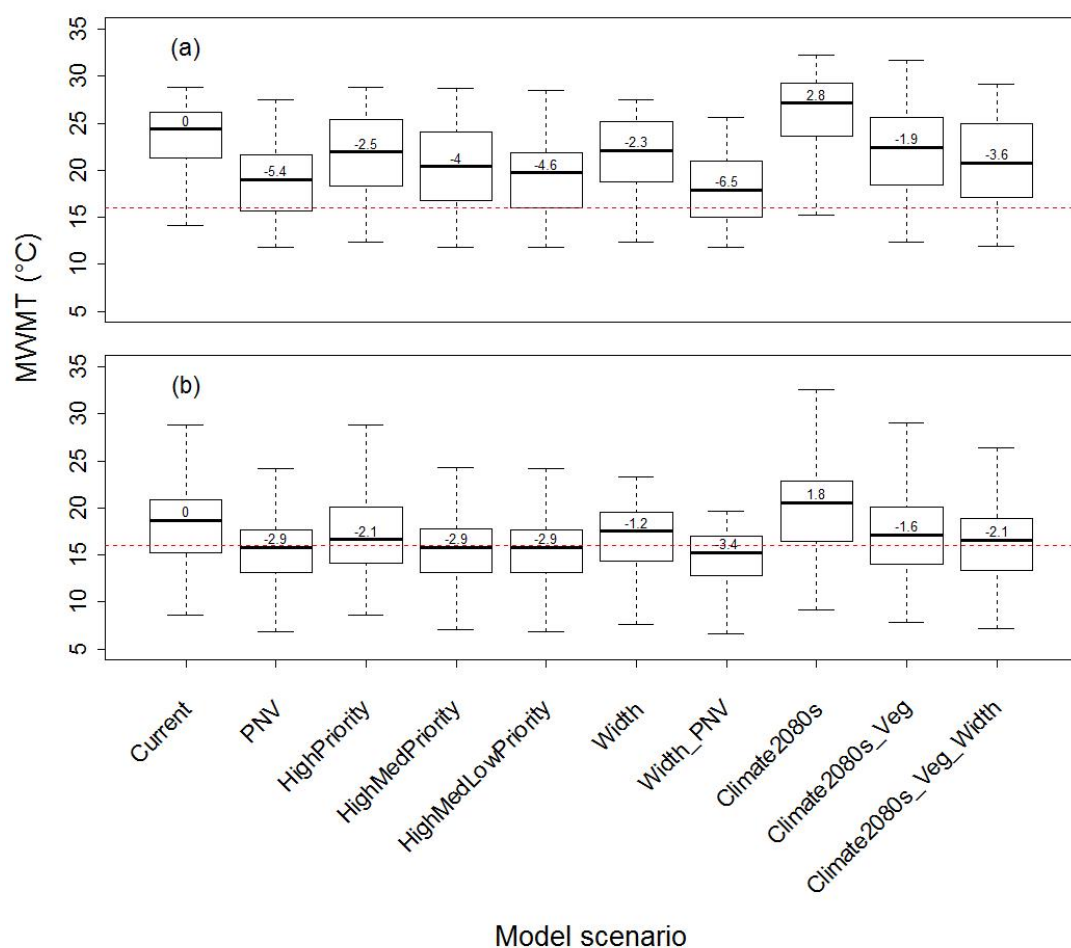 (a)
35
30
25
20
15
10
5
0
-5.4
-2.5
-4
-4.6
-2.3
-6.5
2.8
-1.9
-3.6
MWMT (°C)
(b)
35
30
25
20
15
10
5
0
-2.9
-2.1
-2.9
-2.9
-1.2
-3.4
1.8
-1.6
-2.1
Current
PNV
HighPriority
HighMedPriority
HighMedLowPriority
Width
Width_PNV
Climate2080s
Climate2080s_Veg
Climate2080s_Veg_Width
Model scenario